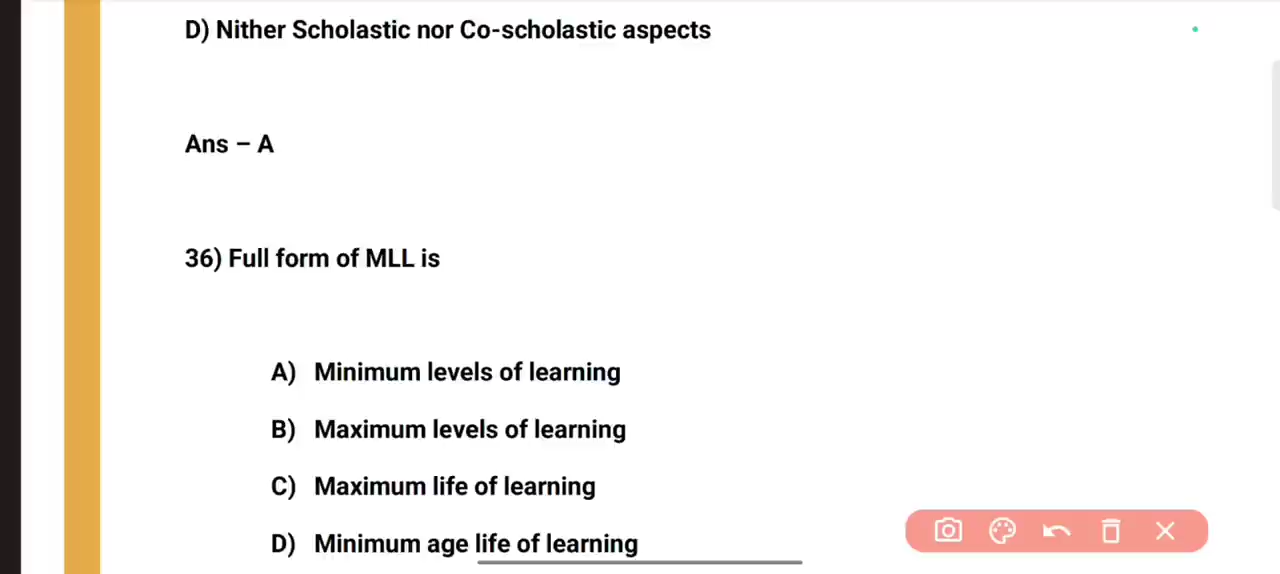 D) Nither Scholastic nor Co-scholastic aspects
Ans – A
36) Full form of MLL is
A) Minimum levels of learning
B) Maximum levels of learning
C) Maximum life of learning
D) Minimum age life of learning